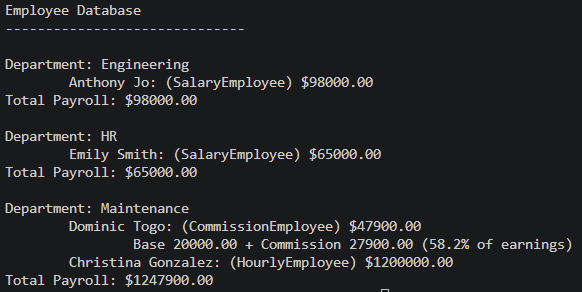 Employee Database
------------------------------
Department: Engineering
Anthony Jo: (SalaryEmployee) $98000.00
Total Payroll: $98000.00
Department: HR
Emily Smith: (SalaryEmployee) $65000.00
Total Payroll: $65000.00
Department: Maintenance
Dominic Togo: (CommissionEmployee) $47900.00
Base 20000.00 + Commission 27900.00 (58.2% of earnings)
Christina Gonzalez: (HourlyEmployee) $1200000.00
Total Payroll: $1247900.00